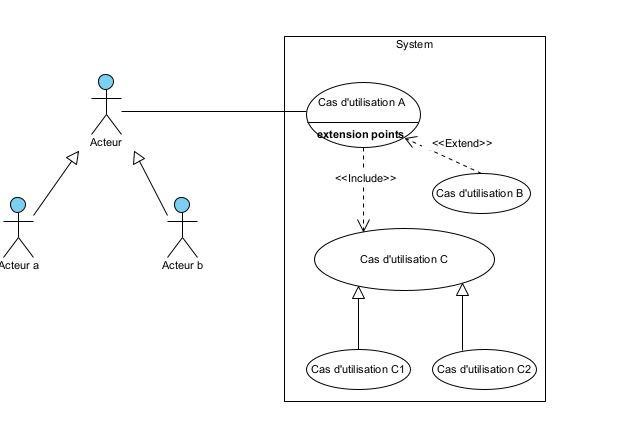 System
Cas d'utilisation A
extension points
<<Extend>>
Acteur
<<Include>>
Cas d'utilisation B
Acteur a
Acteur b
Cas d'utilisation C
Cas d'utilisation C1
Cas d'utilisation C2